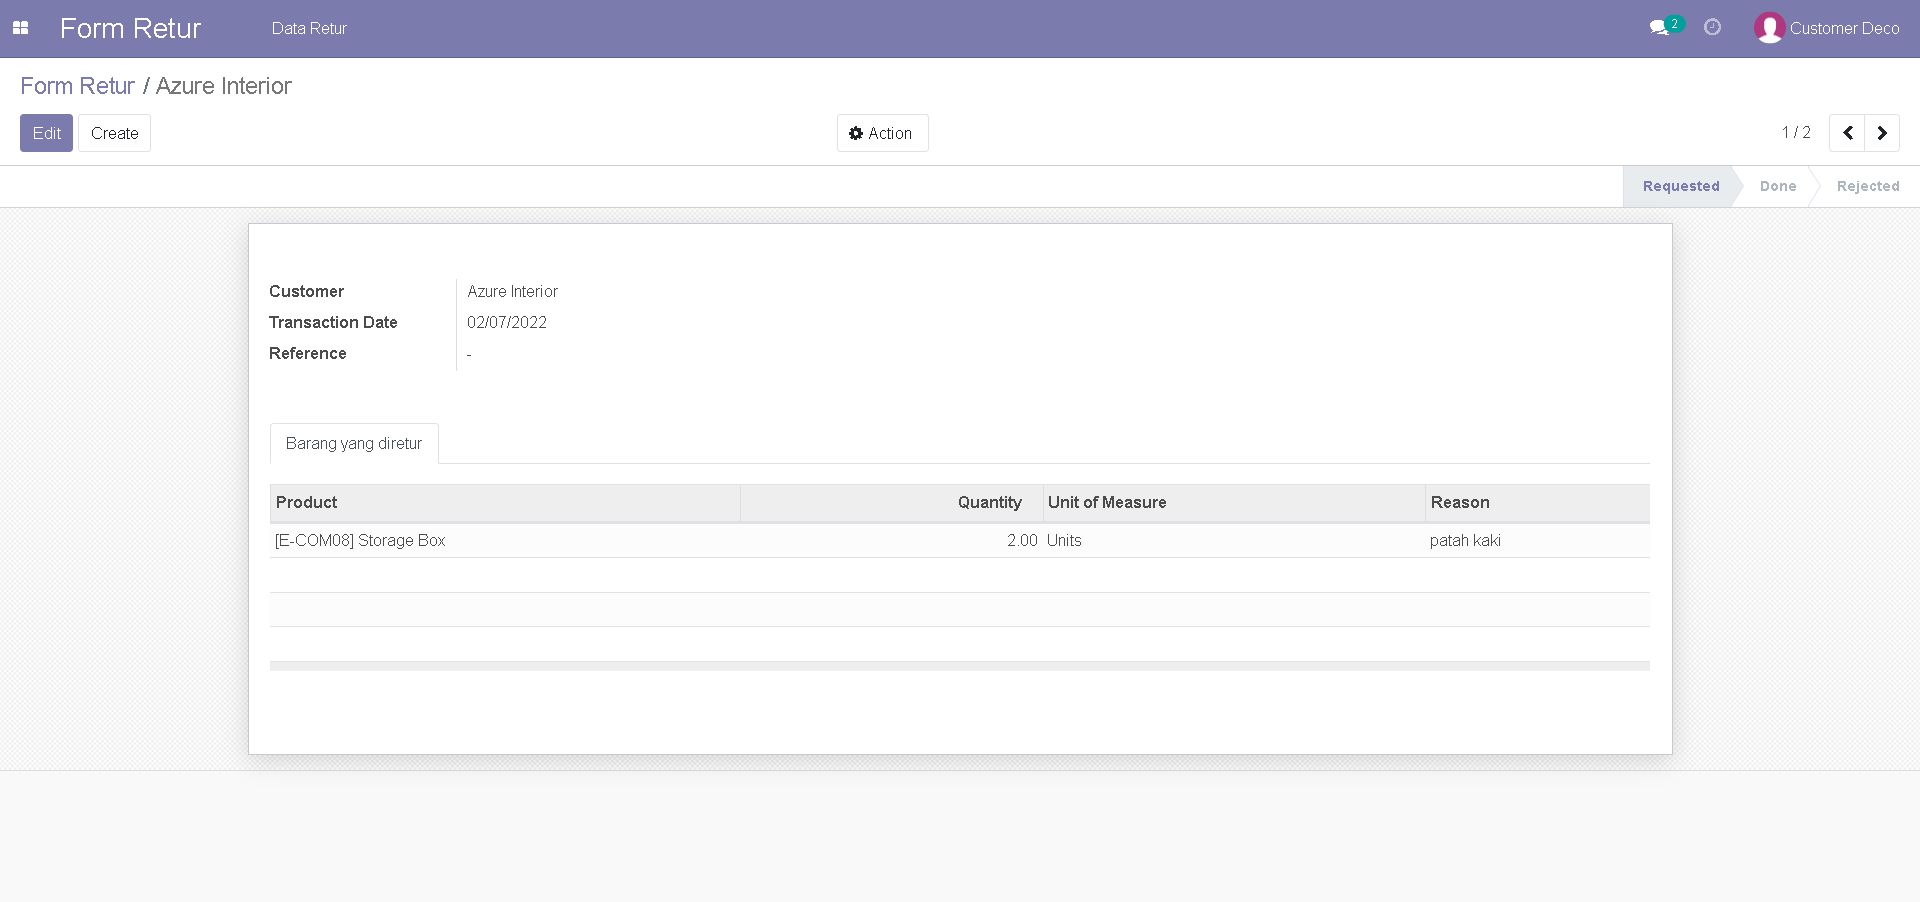 Form Retur Data Retur 2 Customer Deco
Form Retur / Azure Interior
Edit Create Action 1 / 2
Requested Done Rejected
Customer Azure Interior
Transaction Date 02/07/2022
Reference -
Barang yang diretur
Product Quantity Unit of Measure Reason
[E-COM08] Storage Box 2.00 Units patah kaki